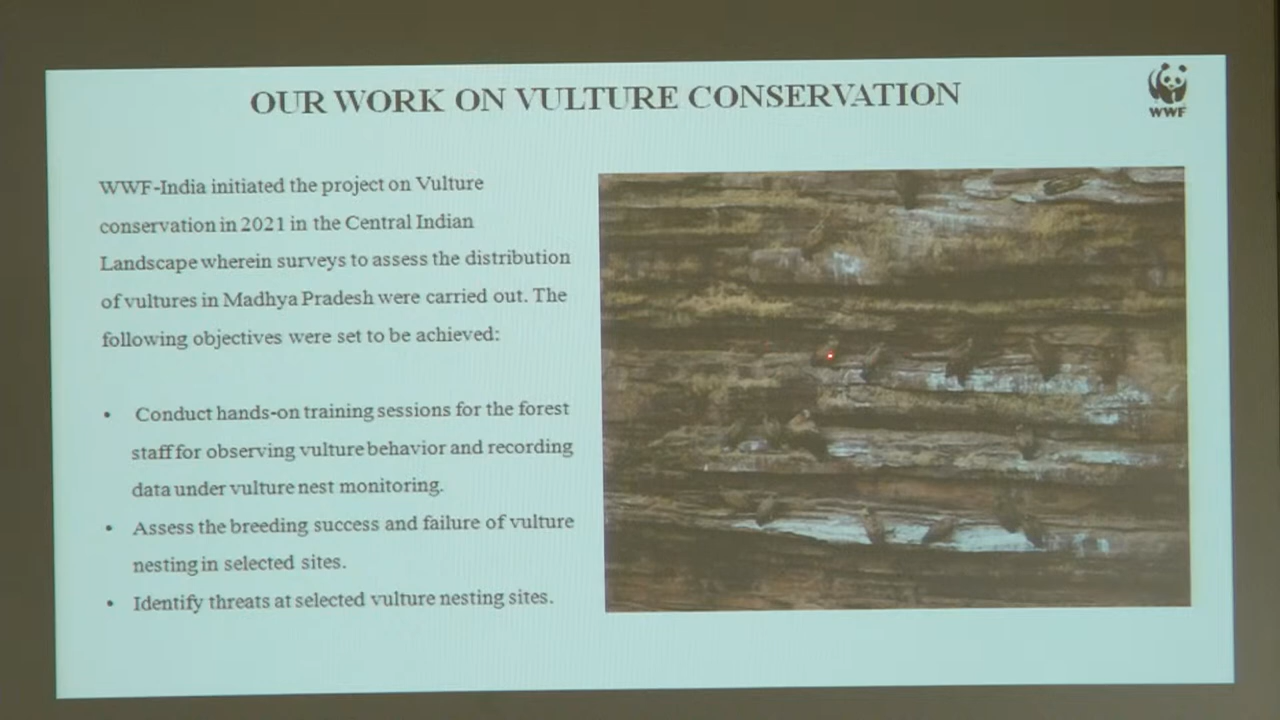 OUR WORK ON VULTURE CONSERVATION
WWF
WWF-India initiated the project on Vulture
conservation in 2021 in the Central Indian
Landscape wherein surveys to assess the distribution
of vultures in Madhya Pradesh were carried out. The
following objectives were set to be achieved:
• Conduct hands-on training sessions for the forest
staff for observing vulture behavior and recording
data under vulture nest monitoring.
• Assess the breeding success and failure of vulture
nesting in selected sites.
• Identify threats at selected vulture nesting sites.